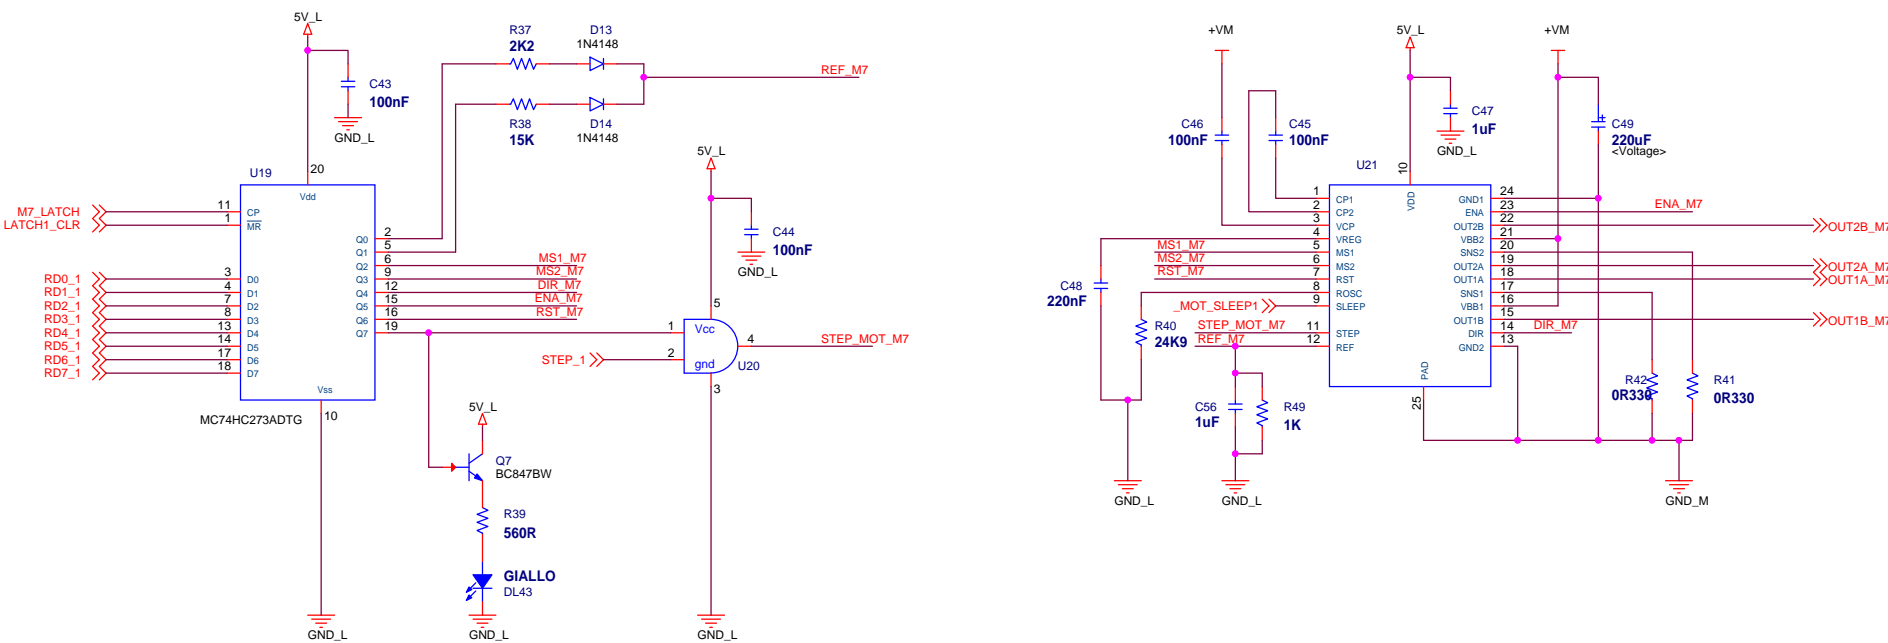 5V_L
C43
100nF
GND_L
R37
2K2
D13
1N4148
REF_M7
R38
15K
D14
1N4148
U19
20
Vdd
M7_LATCH
11
CP
LATCH1_CLR
1
MR
Q0
2
Q1
5
Q2
6
MS1_M7
Q3
9
MS2_M7
Q4
12
DIR_M7
Q5
15
ENA_M7
Q6
16
RST_M7
Q7
19
RD0_1
3
D0
RD1_1
4
D1
RD2_1
7
D2
RD3_1
8
D3
RD4_1
13
D4
RD5_1
14
D5
RD6_1
17
D6
RD7_1
18
D7
Vss
10
MC74HC273ADTG
GND_L
5V_L
C44
100nF
GND_L
5
1
Vcc
4
STEP_MOT_M7
STEP_1
2
gnd
U20
3
GND_L
5V_L
Q7
BC847BW
R39
560R
GIALLO
DL43
GND_L
+VM
5V_L
+VM
C46
100nF
C45
100nF
C47
1uF
GND_L
C49
220uF
<Voltage>
U21
10
VDD
1
CP1
2
CP2
3
VCP
4
VREG
MS1_M7
5
MS1
MS2_M7
6
MS2
RST_M7
7
RST
8
ROSC
_MOT_SLEEP1
9
SLEEP
STEP_MOT_M7
11
STEP
REF_M7
12
REF
GND1
24
ENA
23
ENA_M7
OUT2B
22
OUT2B_M7
VBB2
21
SNS2
20
OUT2A
19
OUT2A_M7
OUT1A
18
OUT1A_M7
SNS1
17
VBB1
16
OUT1B
15
OUT1B_M7
DIR
14
DIR_M7
GND2
13
PAD
25
C48
220nF
R40
24K9
GND_L
C56
1uF
R49
1K
GND_L
R42
0R330
R41
0R330
GND_M